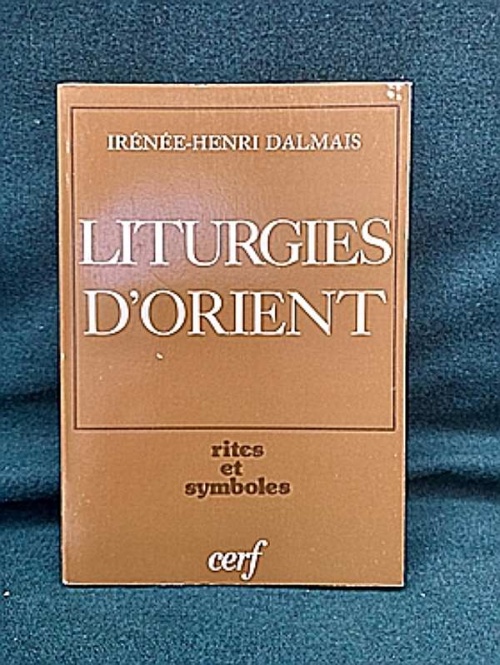 IRÉNÉE-HENRI DALMAIS
LITURGIES
D'ORIENT
rites
et
symboles
cerf